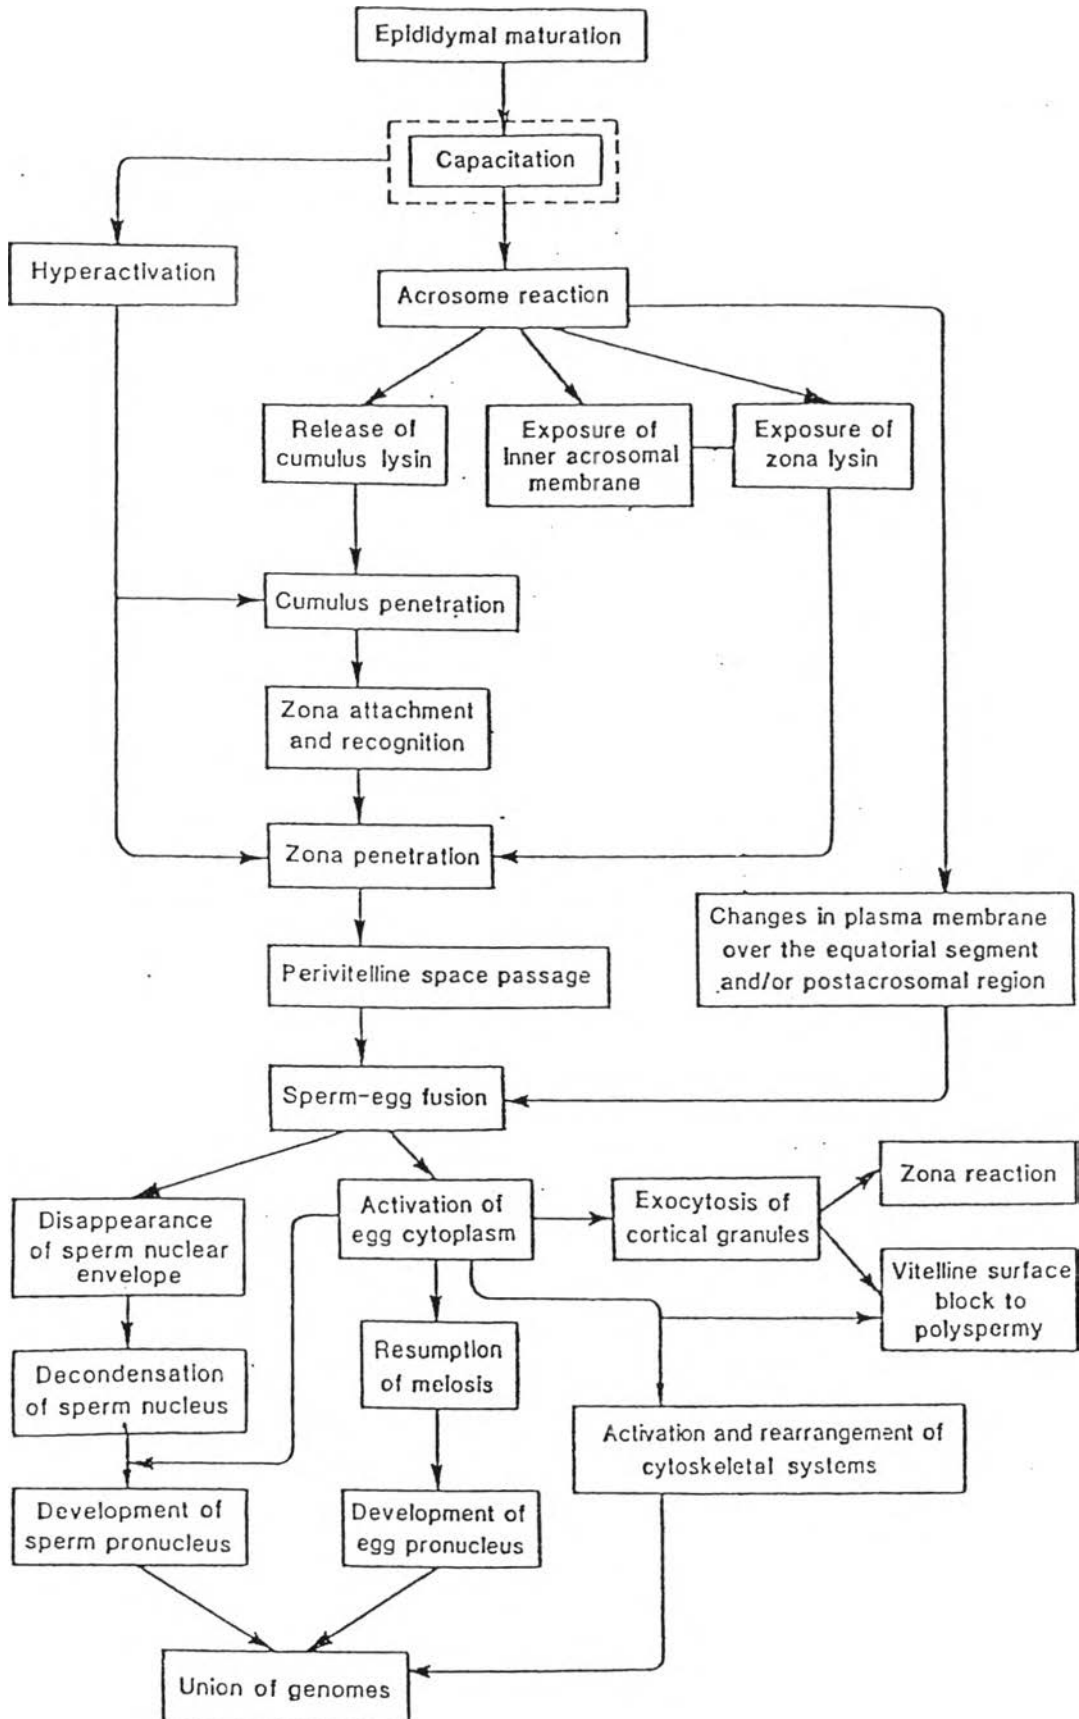 Epididymal maturation
Capacitation
Hyperactivation
Acrosome reaction
Release of
cumulus lysin
Exposure of
Inner acrosomal
membrane
Exposure of
zona lysin
Cumulus penetration
Zona attachment
and recognition
Zona penetration
Changes in plasma membrane
over the equatorial segment
and/or postacrosomal region
Perivitelline space passage
Sperm-egg fusion
Disappearance
of sperm nuclear
envelope
Activation of
egg cytoplasm
Exocytosis of
cortical granules
Zona reaction
Vitelline surface
block to
polyspermy
Decondensation
of sperm nucleus
Resumption
of meiosis
Activation and rearrangement of
cytoskeletal systems
Development of
sperm pronucleus
Development of
egg pronucleus
Union of genomes